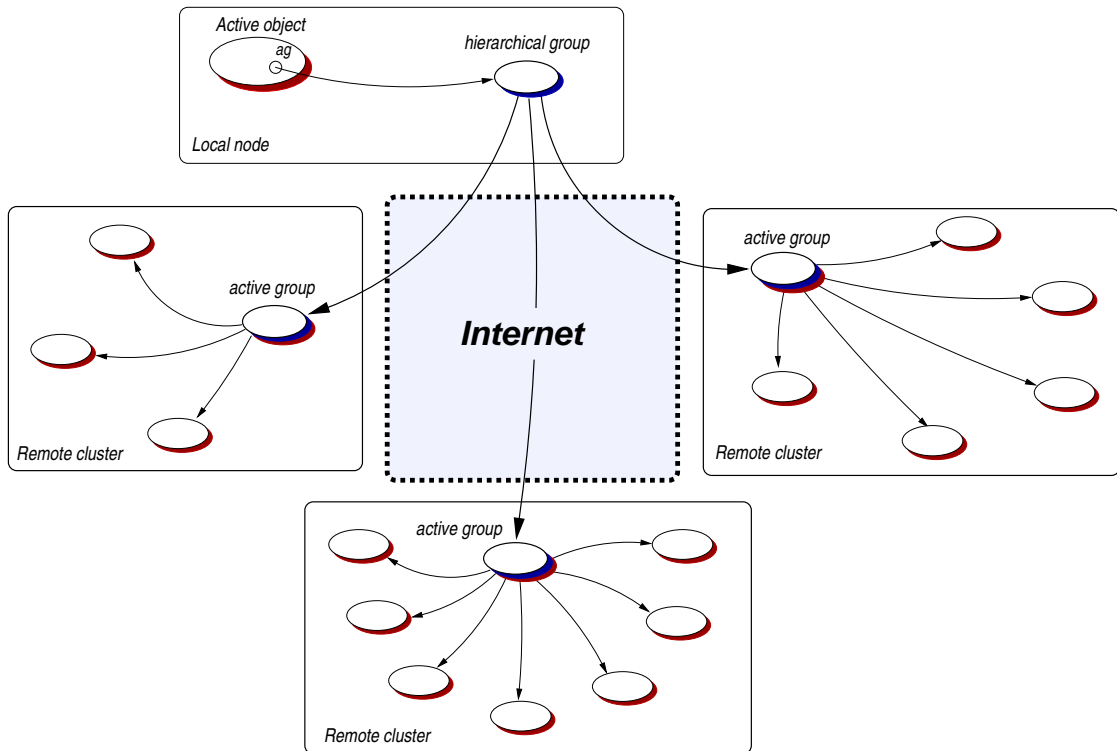 Active object
ag
hierarchical group
Local node
active group
Remote cluster
Internet
active group
Remote cluster
active group
Remote cluster